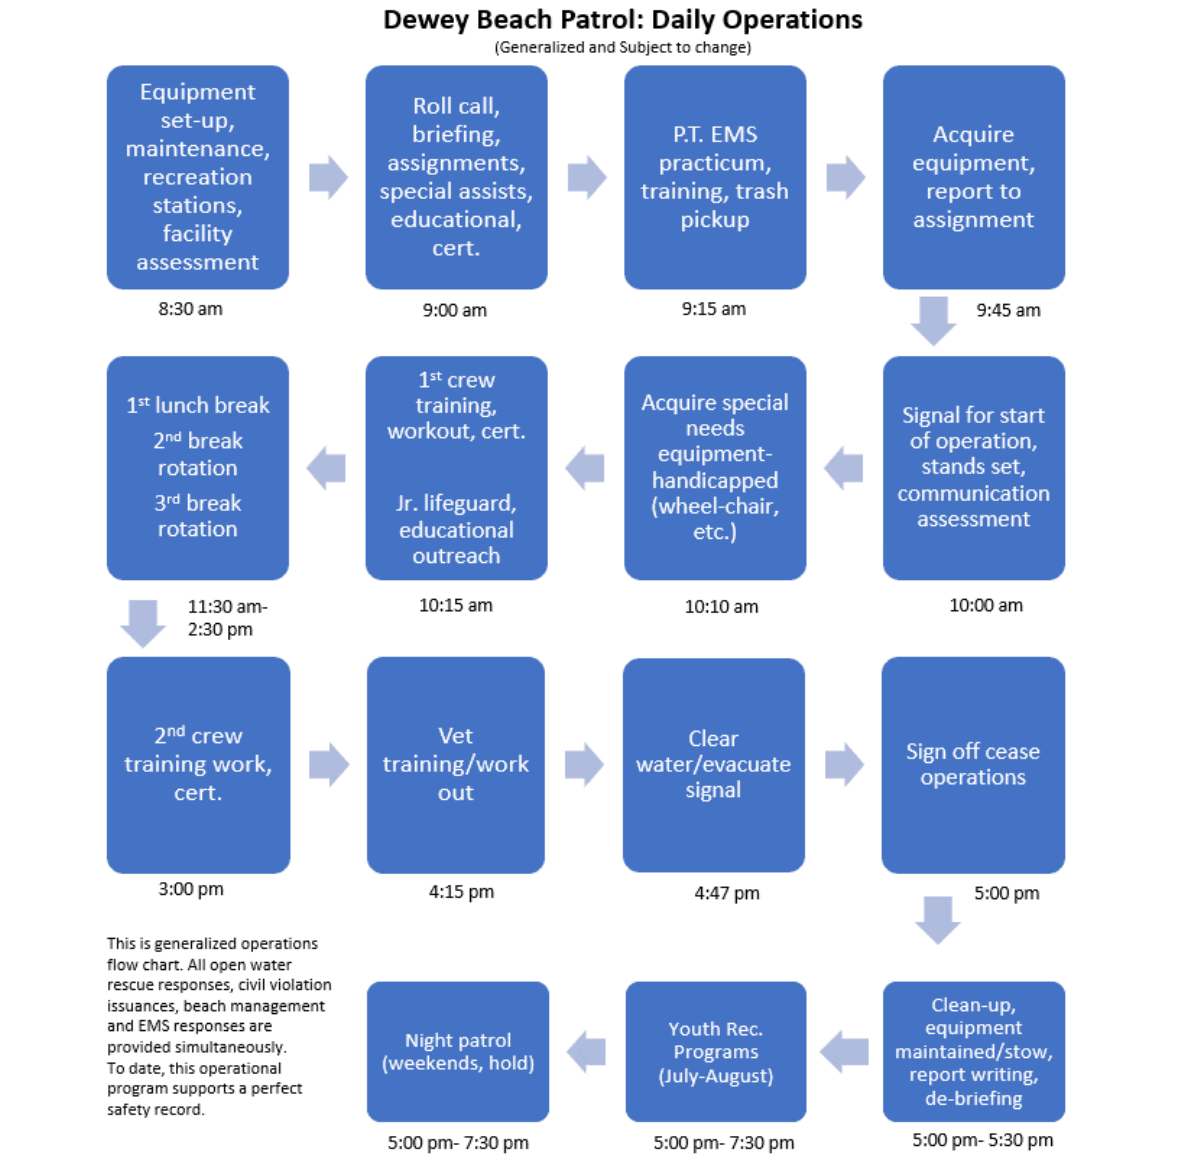 Dewey Beach Patrol: Daily Operations
(Generalized and Subject to change)
Equipment
set-up,
maintenance,
recreation
stations,
facility
assessment
8:30 am
Roll call,
briefing,
assignments,
special assists,
educational,
cert.
9:00 am
P.T. EMS
practicum,
training, trash
pickup
9:15 am
Acquire
equipment,
report to
assignment
9:45 am
Signal for start
of operation,
stands set,
communication
assessment
10:00 am
Acquire special
needs
equipment-
handicapped
(wheel-chair,
etc.)
10:10 am
1st crew
training,
workout, cert.
Jr. lifeguard,
educational
outreach
10:15 am
1st lunch break
2nd break
rotation
3rd break
rotation
11:30 am-
2:30 pm
2nd crew
training work,
cert.
3:00 pm
Vet
training/work
out
4:15 pm
Clear
water/evacuate
signal
4:47 pm
Sign off cease
operations
5:00 pm
Clean-up,
equipment
maintained/stow,
report writing,
de-briefing
5:00 pm- 5:30 pm
Youth Rec.
Programs
(July-August)
5:00 pm- 7:30 pm
Night patrol
(weekends, hold)
5:00 pm- 7:30 pm
This is generalized operations
flow chart. All open water
rescue responses, civil violation
issuances, beach management
and EMS responses are
provided simultaneously.
To date, this operational
program supports a perfect
safety record.